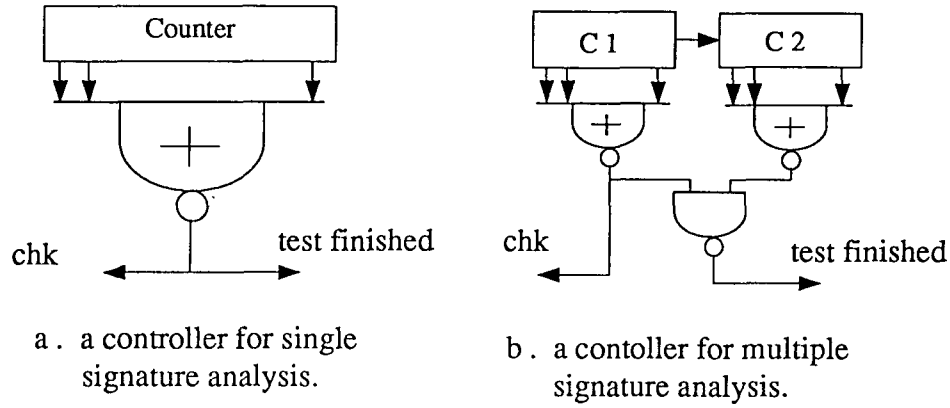 Counter
C 1
C 2
+
+
+
chk
test finished
chk
test finished
a . a controller for single
signature analysis.
b . a contoller for multiple
signature analysis.